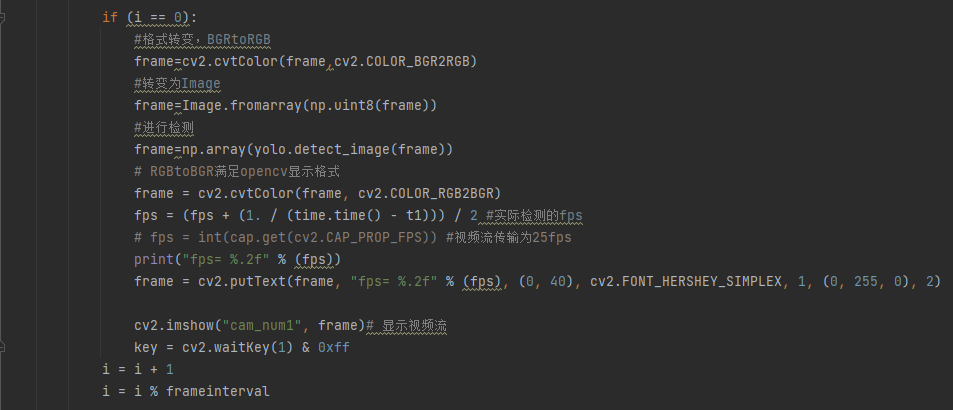 if (i == 0):
#格式转变，BGRtoRGB
frame=cv2.cvtColor(frame,cv2.COLOR_BGR2RGB)
#转变为Image
frame=Image.fromarray(np.uint8(frame))
#进行检测
frame=np.array(yolo.detect_image(frame))
# RGBtoBGR满足opencv显示格式
frame = cv2.cvtColor(frame, cv2.COLOR_RGB2BGR)
fps = (fps + (1. / (time.time() - t1))) / 2 #实际检测的fps
# fps = int(cap.get(cv2.CAP_PROP_FPS)) #视频流传输为25fps
print("fps= %.2f" % (fps))
frame = cv2.putText(frame, "fps= %.2f" % (fps), (0, 40), cv2.FONT_HERSHEY_SIMPLEX, 1, (0, 255, 0), 2)
cv2.imshow("cam_num1", frame)# 显示视频流
key = cv2.waitKey(1) & 0xff
i = i + 1
i = i % frameinterval